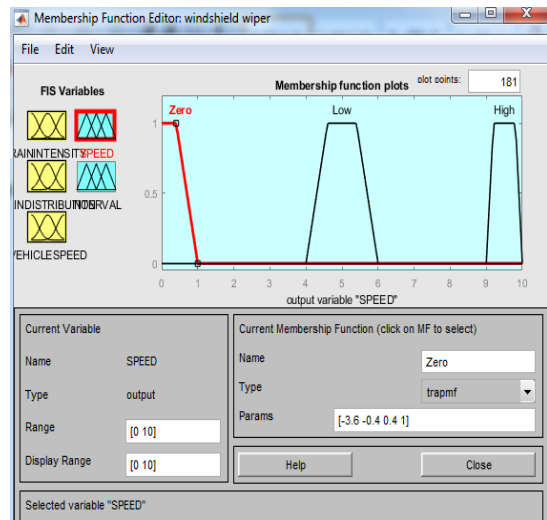 Membership Function Editor: windshield wiper
File Edit View
FIS Variables
Membership function plots
plot points:
181
Zero
Low
High
RAININTENSITY
SPEED
INTERVAL
VEHICLESPEED
1
0.5
0
0 1 2 3 4 5 6 7 8 9 10
output variable "SPEED"
Current Variable
Name SPEED
Type output
Range [0 10]
Display Range [0 10]
Current Membership Function (click on MF to select)
Name Zero
Type trapmf
Params [-3.6 -0.4 0.4 1]
Help Close
Selected variable "SPEED"